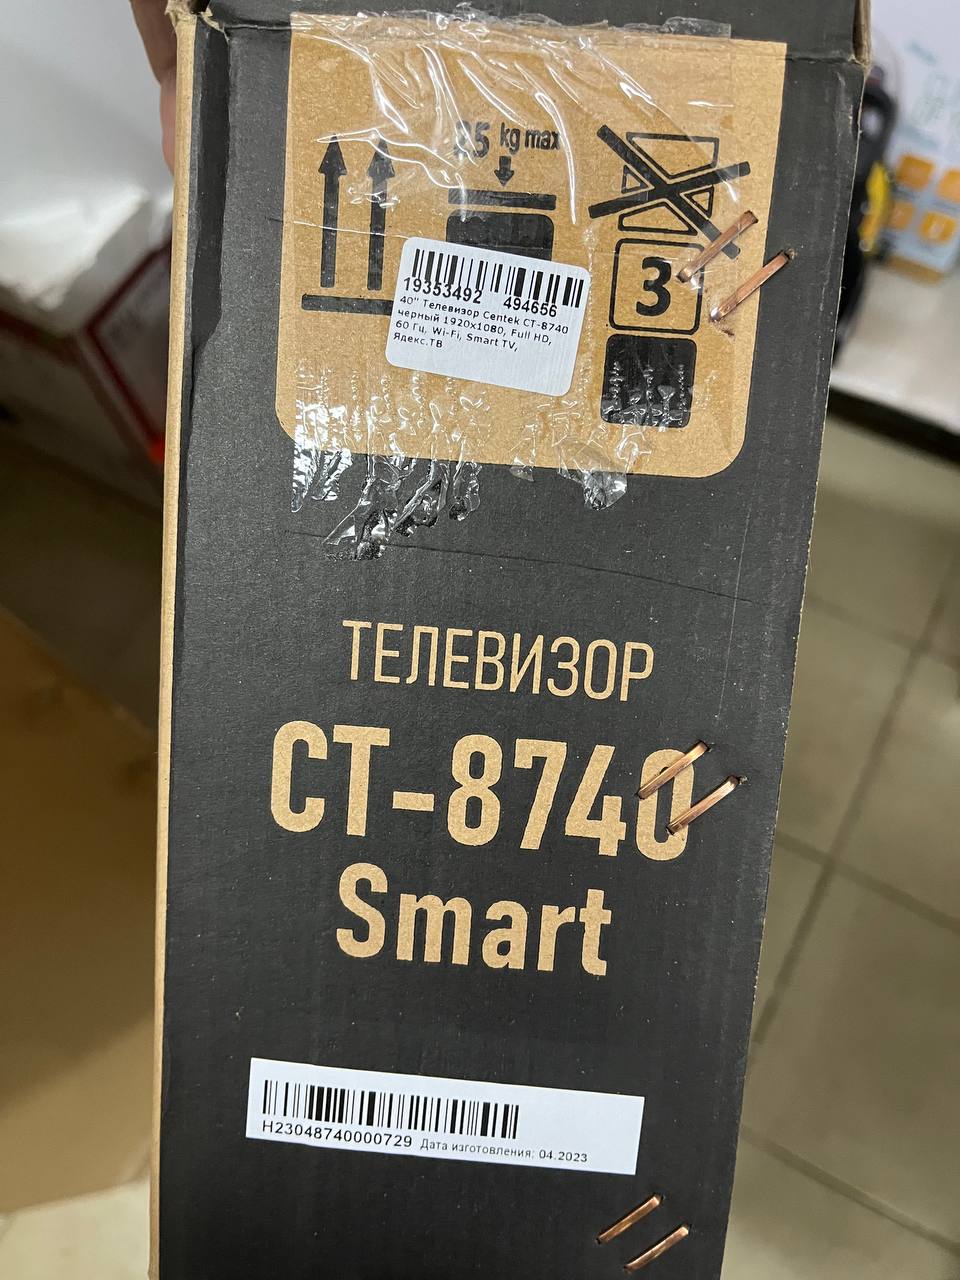 kg max
3
19353492 494656
40" Телевизор Centek CT-8740
черный 1920x1080, Full HD,
60 Гц, Wi-Fi, Smart TV,
Ядекс.ТВ
ТЕЛЕВИЗОР
CT-8740
Smart
H23048740000729 Дата изготовления: 04.2023